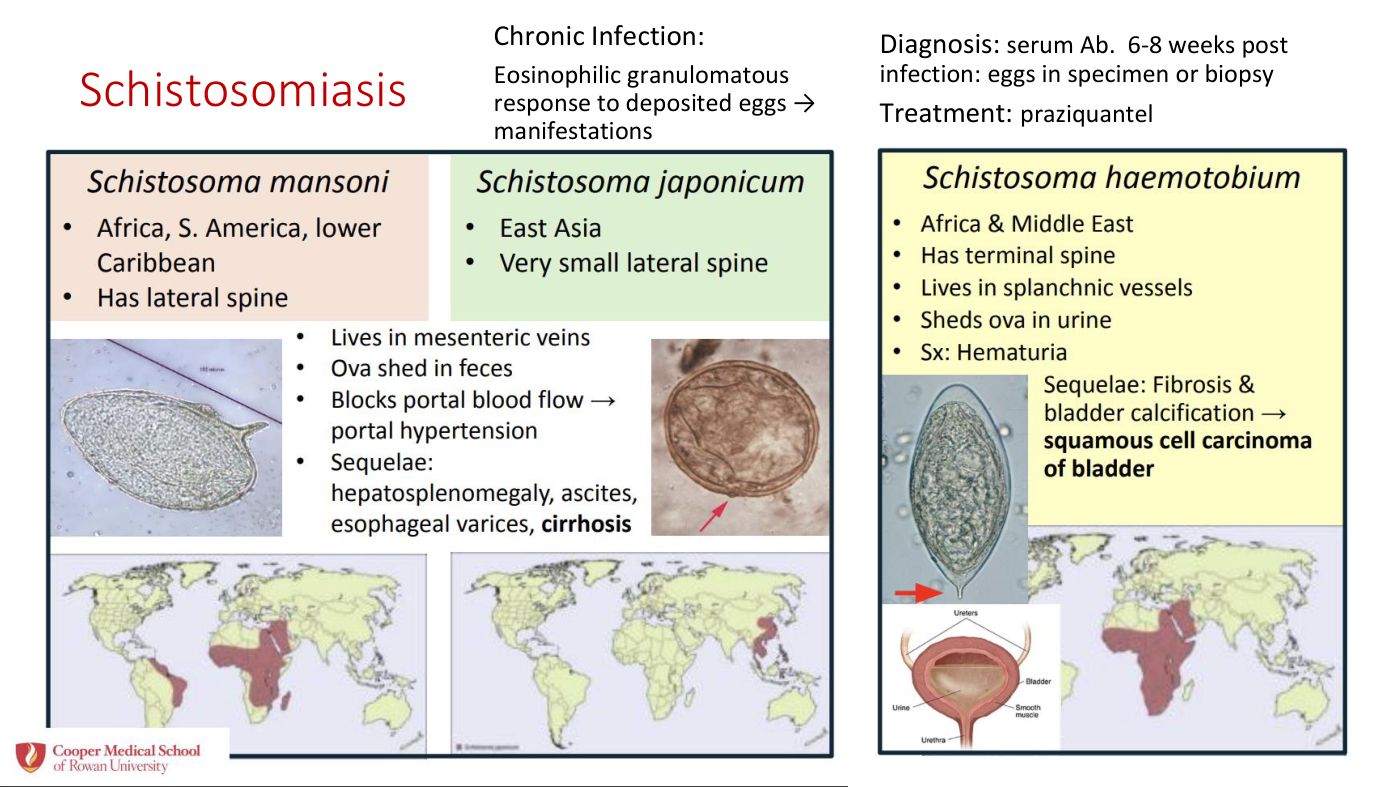 Schistosomiasis
Chronic Infection:
Eosinophilic granulomatous
response to deposited eggs →
manifestations
Diagnosis: serum Ab.  6-8 weeks post
infection: eggs in specimen or biopsy
Treatment: praziquantel
Schistosoma mansoni
• Africa, S. America, lower
Caribbean
• Has lateral spine
Schistosoma japonicum
• East Asia
• Very small lateral spine
• Lives in mesenteric veins
• Ova shed in feces
• Blocks portal blood flow →
portal hypertension
• Sequelae:
hepatosplenomegaly, ascites,
esophageal varices, cirrhosis
Schistosoma japonicum
Schistosoma haemotobium
• Africa & Middle East
• Has terminal spine
• Lives in splanchnic vessels
• Sheds ova in urine
• Sx: Hematuria
Sequelae: Fibrosis &
bladder calcification →
squamous cell carcinoma
of bladder
Ureters
Bladder
Urine
Smooth
muscle
Urethra
Cooper Medical School
of Rowan University